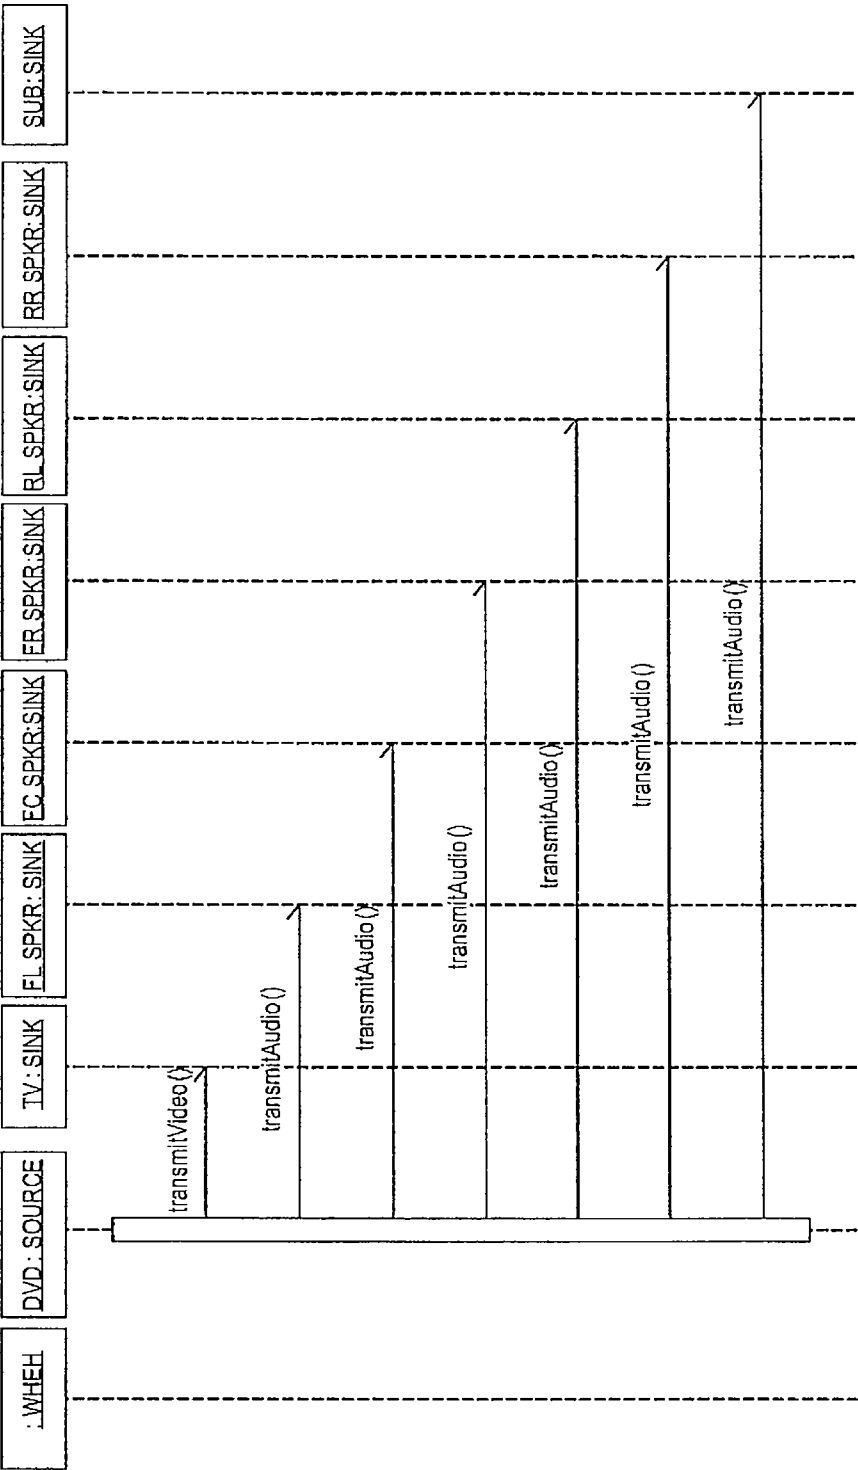 : WHEH
DVD : SOURCE
TV : SINK
FL SPKR: SINK
FC SPKR:SINK
FR SPKR:SINK
RL SPKR:SINK
RR SPKR:SINK
SUB:SINK
transmitVideo()
transmitAudio()
transmitAudio()
transmitAudio()
transmitAudio()
transmitAudio()
transmitAudio()